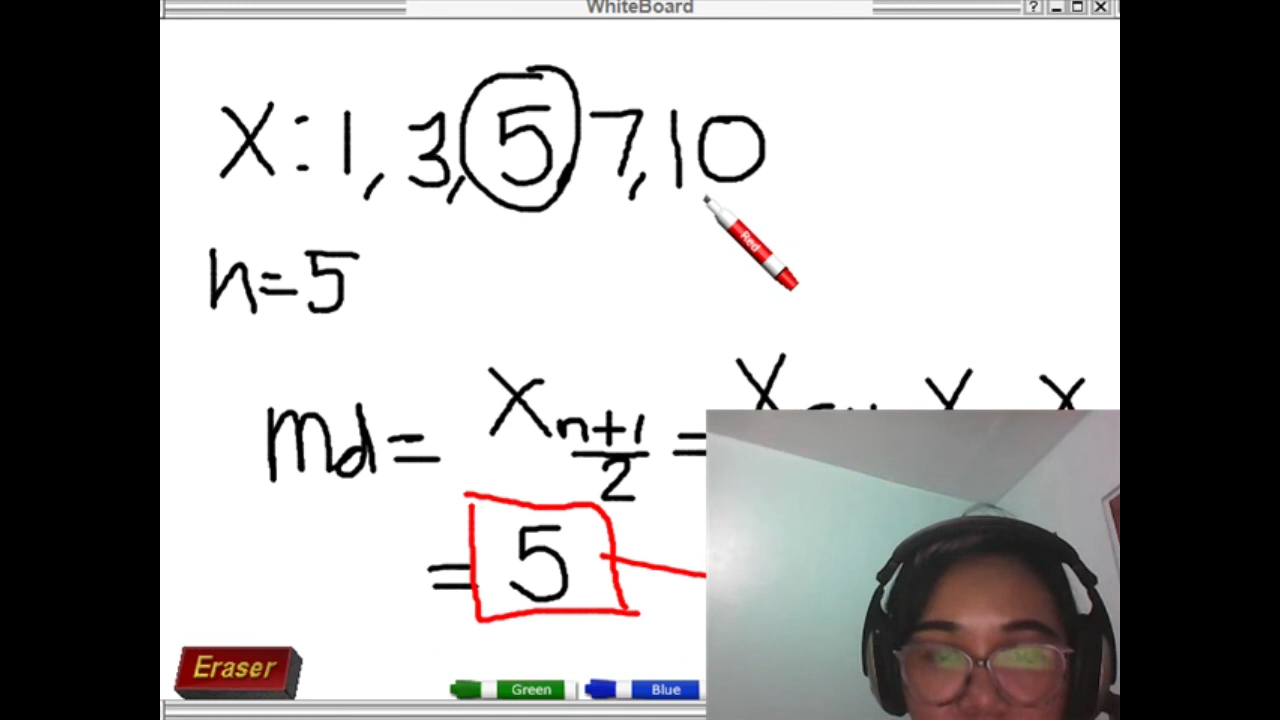 WhiteBoard
X: 1, 3, 5, 7, 10
n=5
md = X n+1/2 = X X X
= 5
Red
Eraser
Green
Blue